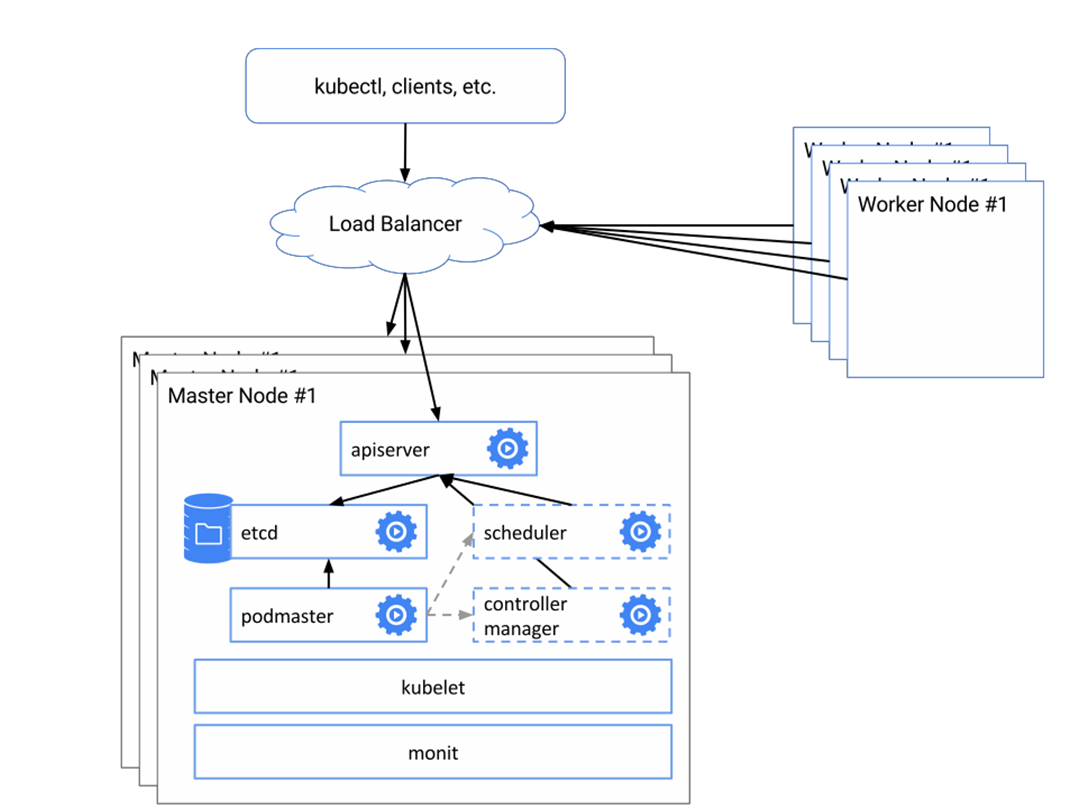 kubectl, clients, etc.
Load Balancer
Worker Node #1
Master Node #1
apiserver
etcd
scheduler
podmaster
controller
manager
kubelet
monit